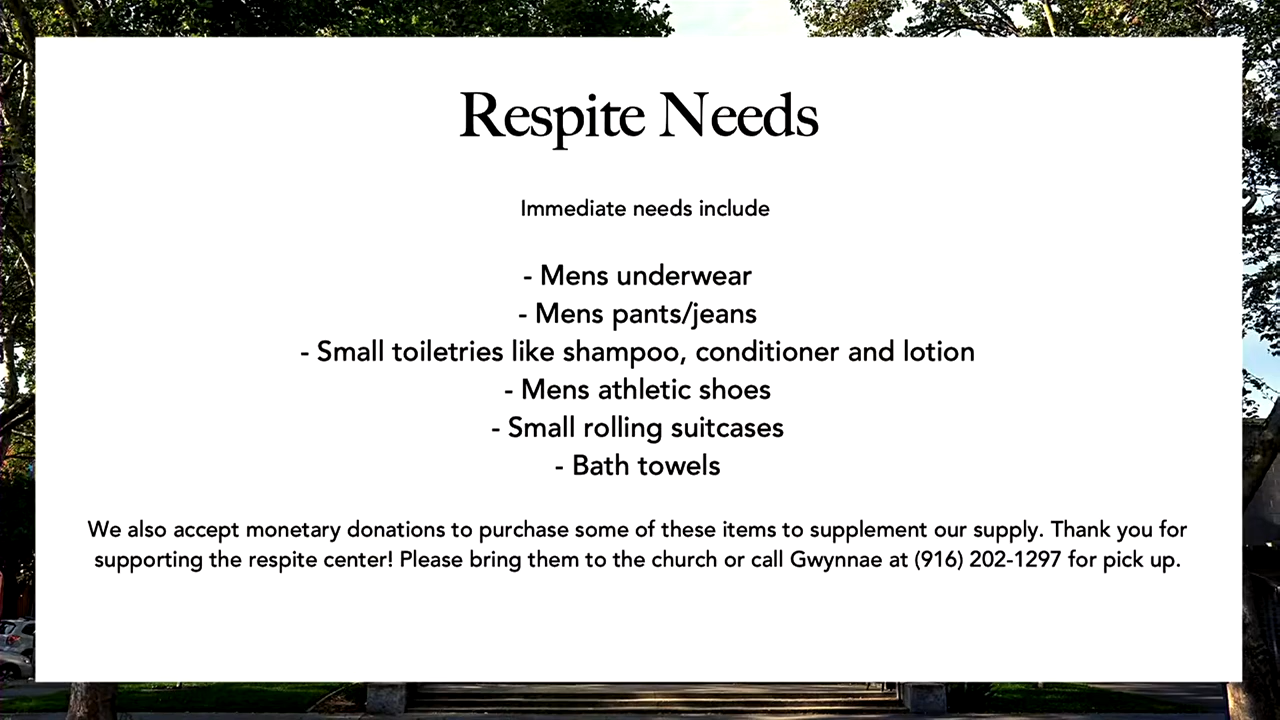 Respite Needs
Immediate needs include
- Mens underwear
- Mens pants/jeans
- Small toiletries like shampoo, conditioner and lotion
- Mens athletic shoes
- Small rolling suitcases
- Bath towels
We also accept monetary donations to purchase some of these items to supplement our supply. Thank you for
supporting the respite center! Please bring them to the church or call Gwynnae at (916) 202-1297 for pick up.